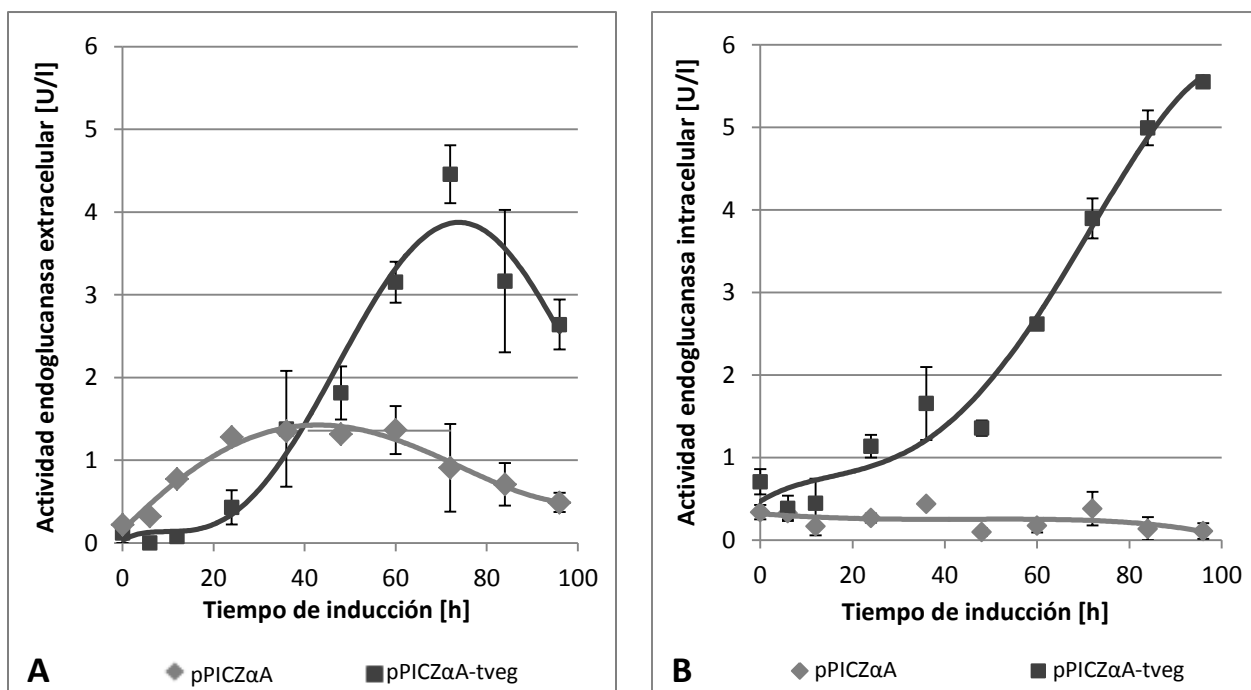 Actividad endoglucanasa extracelular [U/l]
6
5
4
3
2
1
0
0 20 40 60 80 100
Tiempo de inducción [h]
A
pPICZαA pPICZαA-tveg
Actividad endoglucanasa intracelular [U/l]
6
5
4
3
2
1
0
0 20 40 60 80 100
Tiempo de inducción [h]
B
pPICZαA pPICZαA-tveg